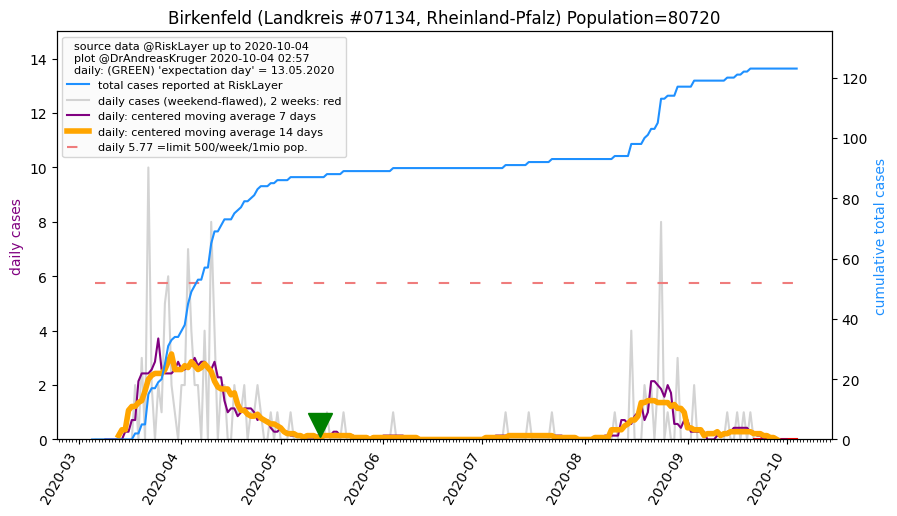 Birkenfeld (Landkreis #07134, Rheinland-Pfalz) Population=80720
source data @RiskLayer up to 2020-10-04
plot @DrAndreasKruger 2020-10-04 02:57
daily: (GREEN) 'expectation day' = 13.05.2020
total cases reported at RiskLayer
daily cases (weekend-flawed), 2 weeks: red
daily: centered moving average 7 days
daily: centered moving average 14 days
daily 5.77 =limit 500/week/1mio pop.
daily cases
14
12
10
8
6
4
2
0
cumulative total cases
120
100
80
60
40
20
0
2020-03
2020-04
2020-05
2020-06
2020-07
2020-08
2020-09
2020-10